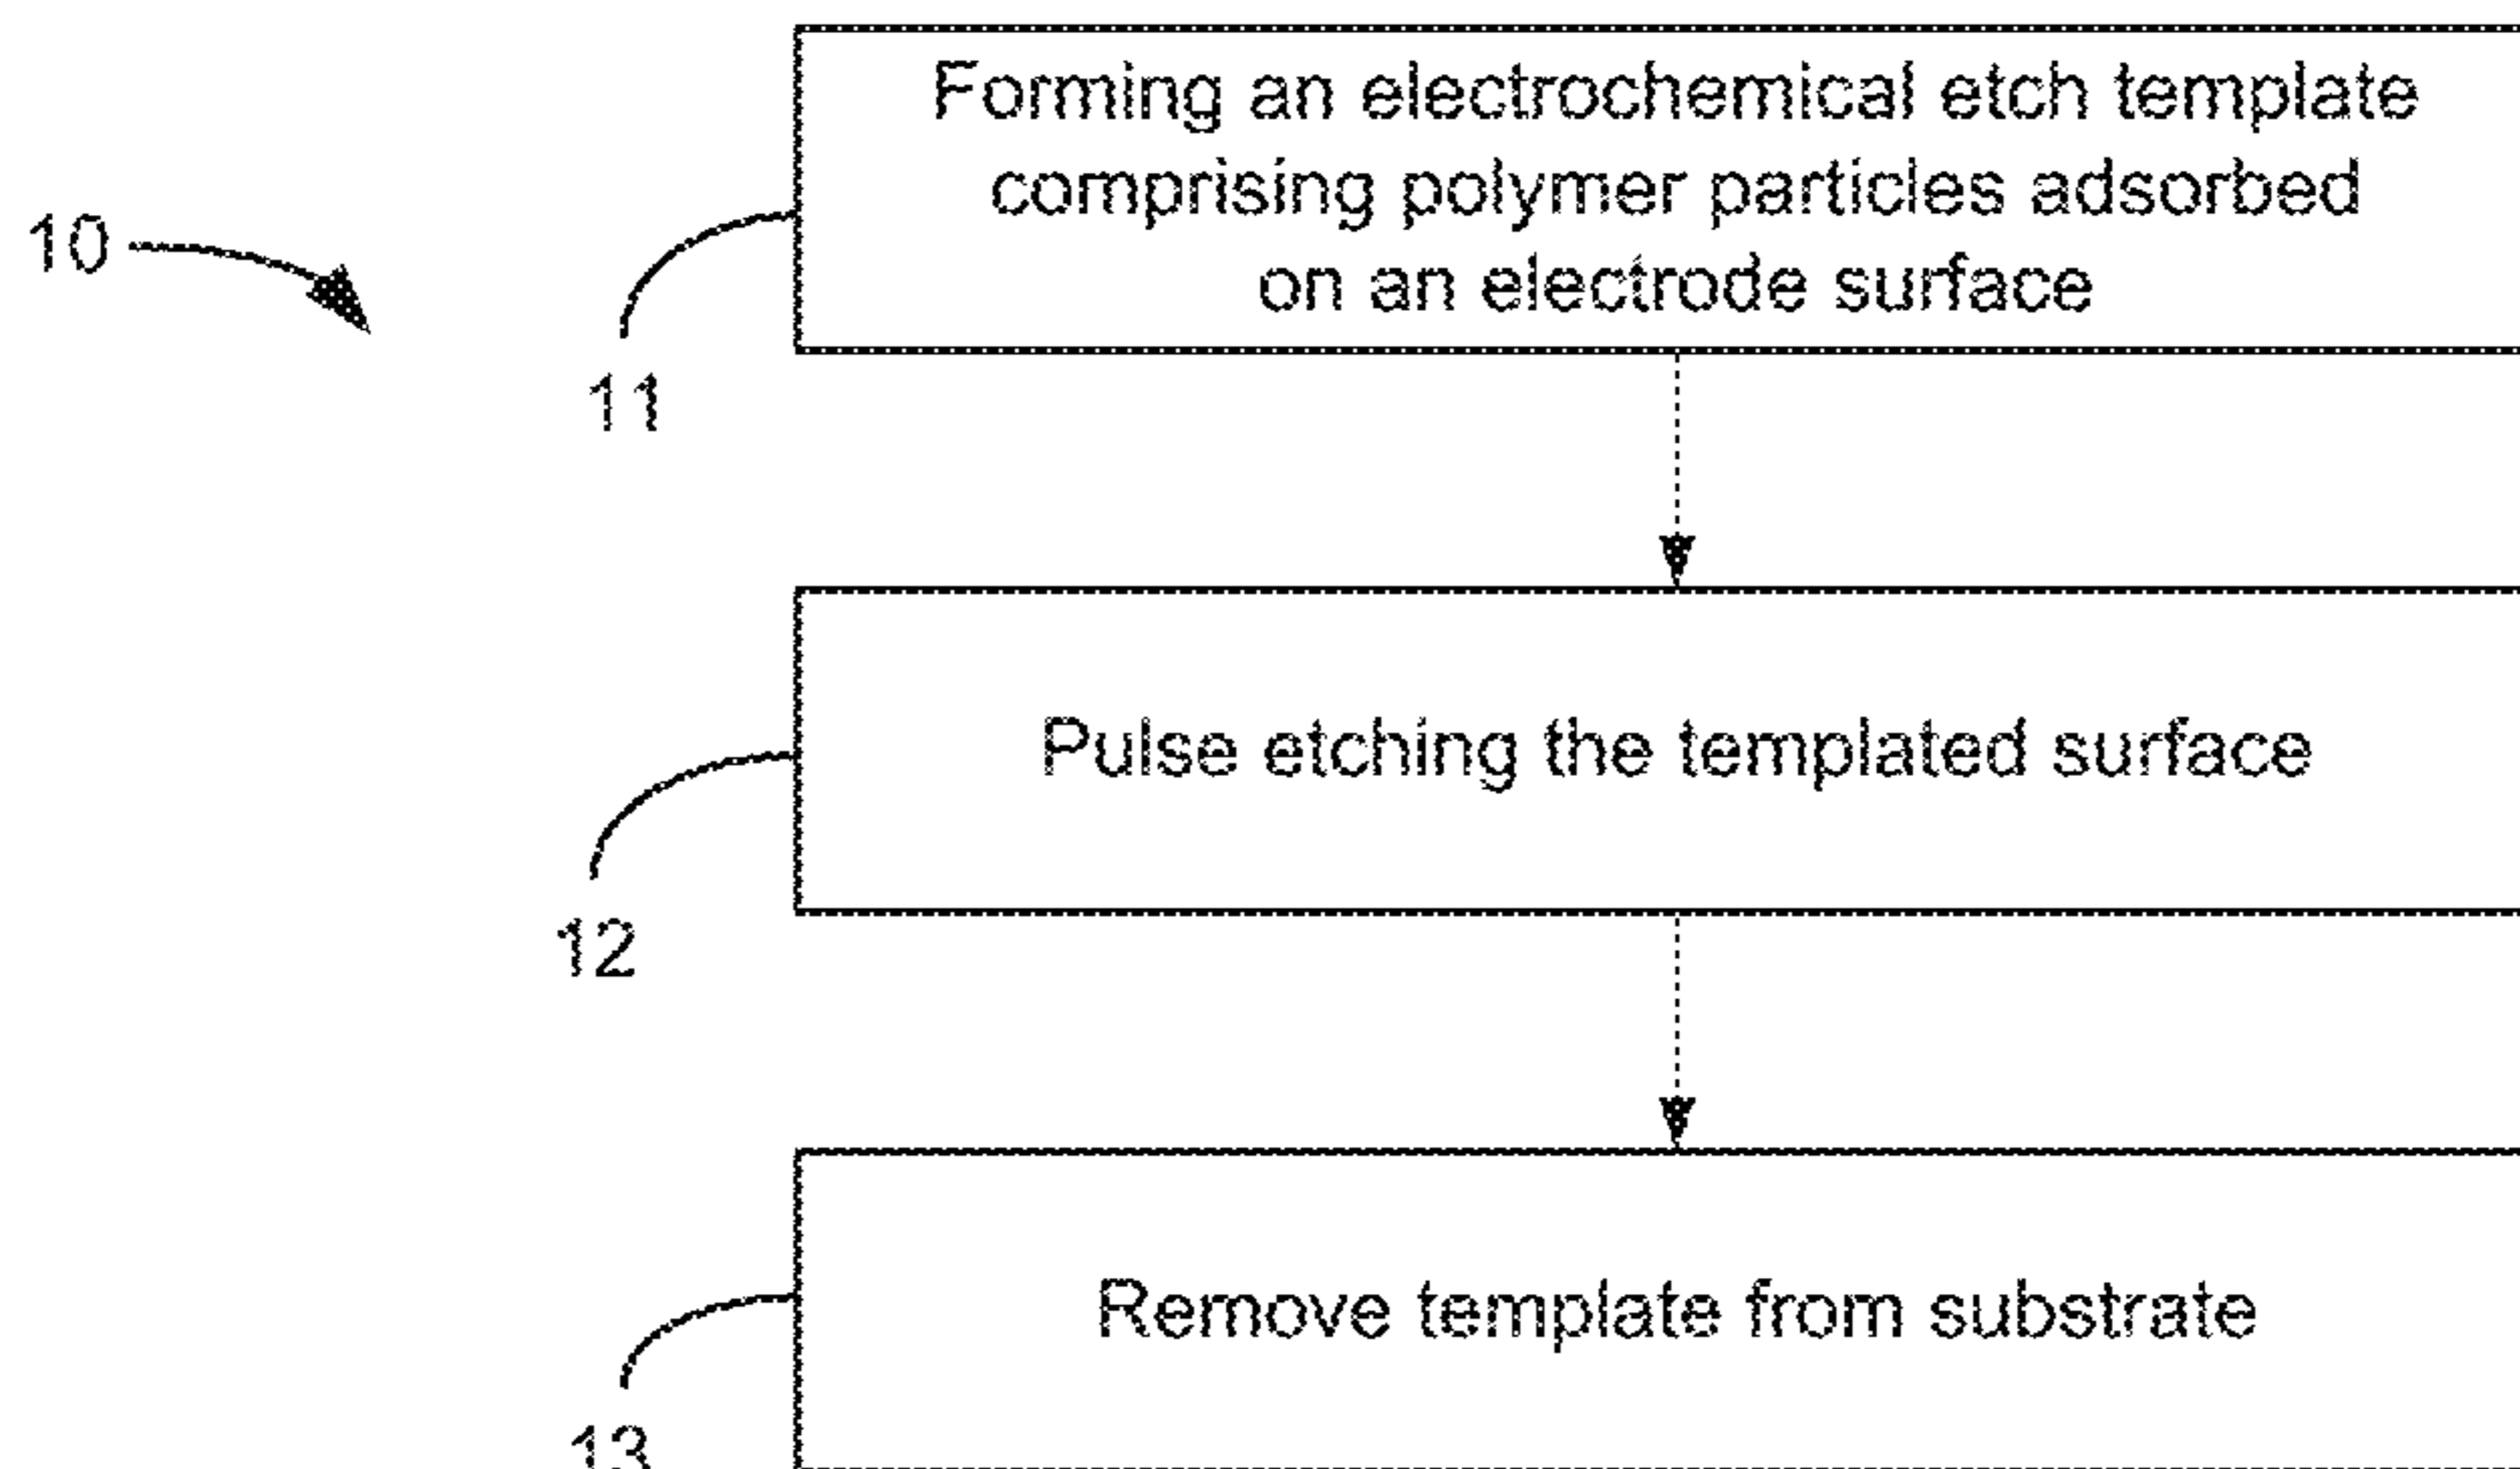 Forming an electrochemical etch template
comprising polymer particles adsorbed
on an electrode surface
10
11
Pulse etching the templated surface
12
Remove template from substrate
13